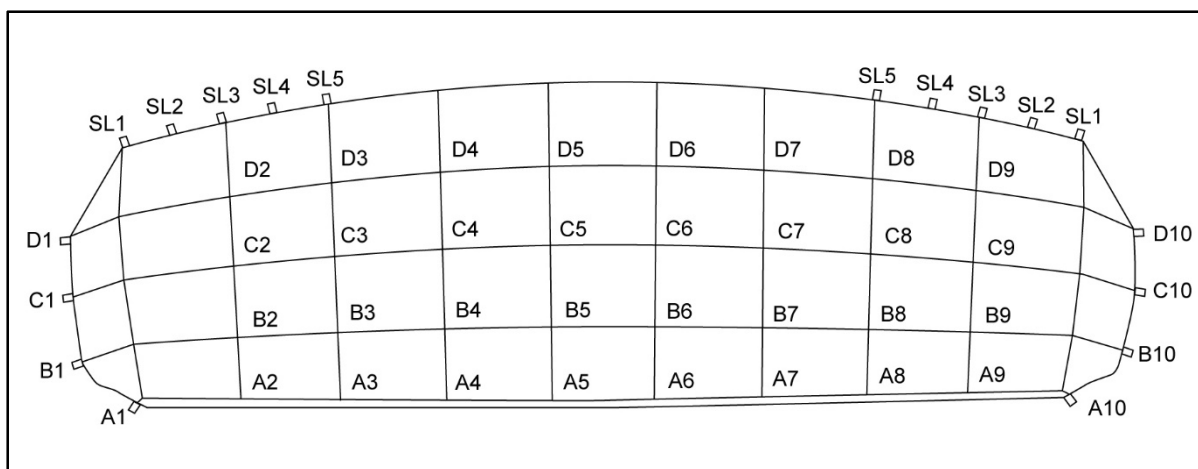 SL1 SL2 SL3 SL4 SL5 SL5 SL4 SL3 SL2 SL1
D2 D3 D4 D5 D6 D7 D8 D9
D1 C2 C3 C4 C5 C6 C7 C8 C9 D10
C1 B2 B3 B4 B5 B6 B7 B8 B9 C10
B1 A2 A3 A4 A5 A6 A7 A8 A9 B10
A1 A10